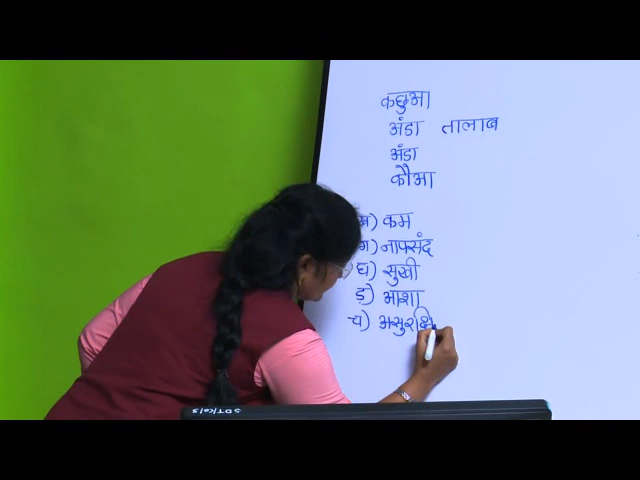 कछुआ
अंडा तालाब
अंडा
कौआ
ख) कम
ग) नापसंद
घ) सुखी
ङ) आशा
च) असुरक्षि